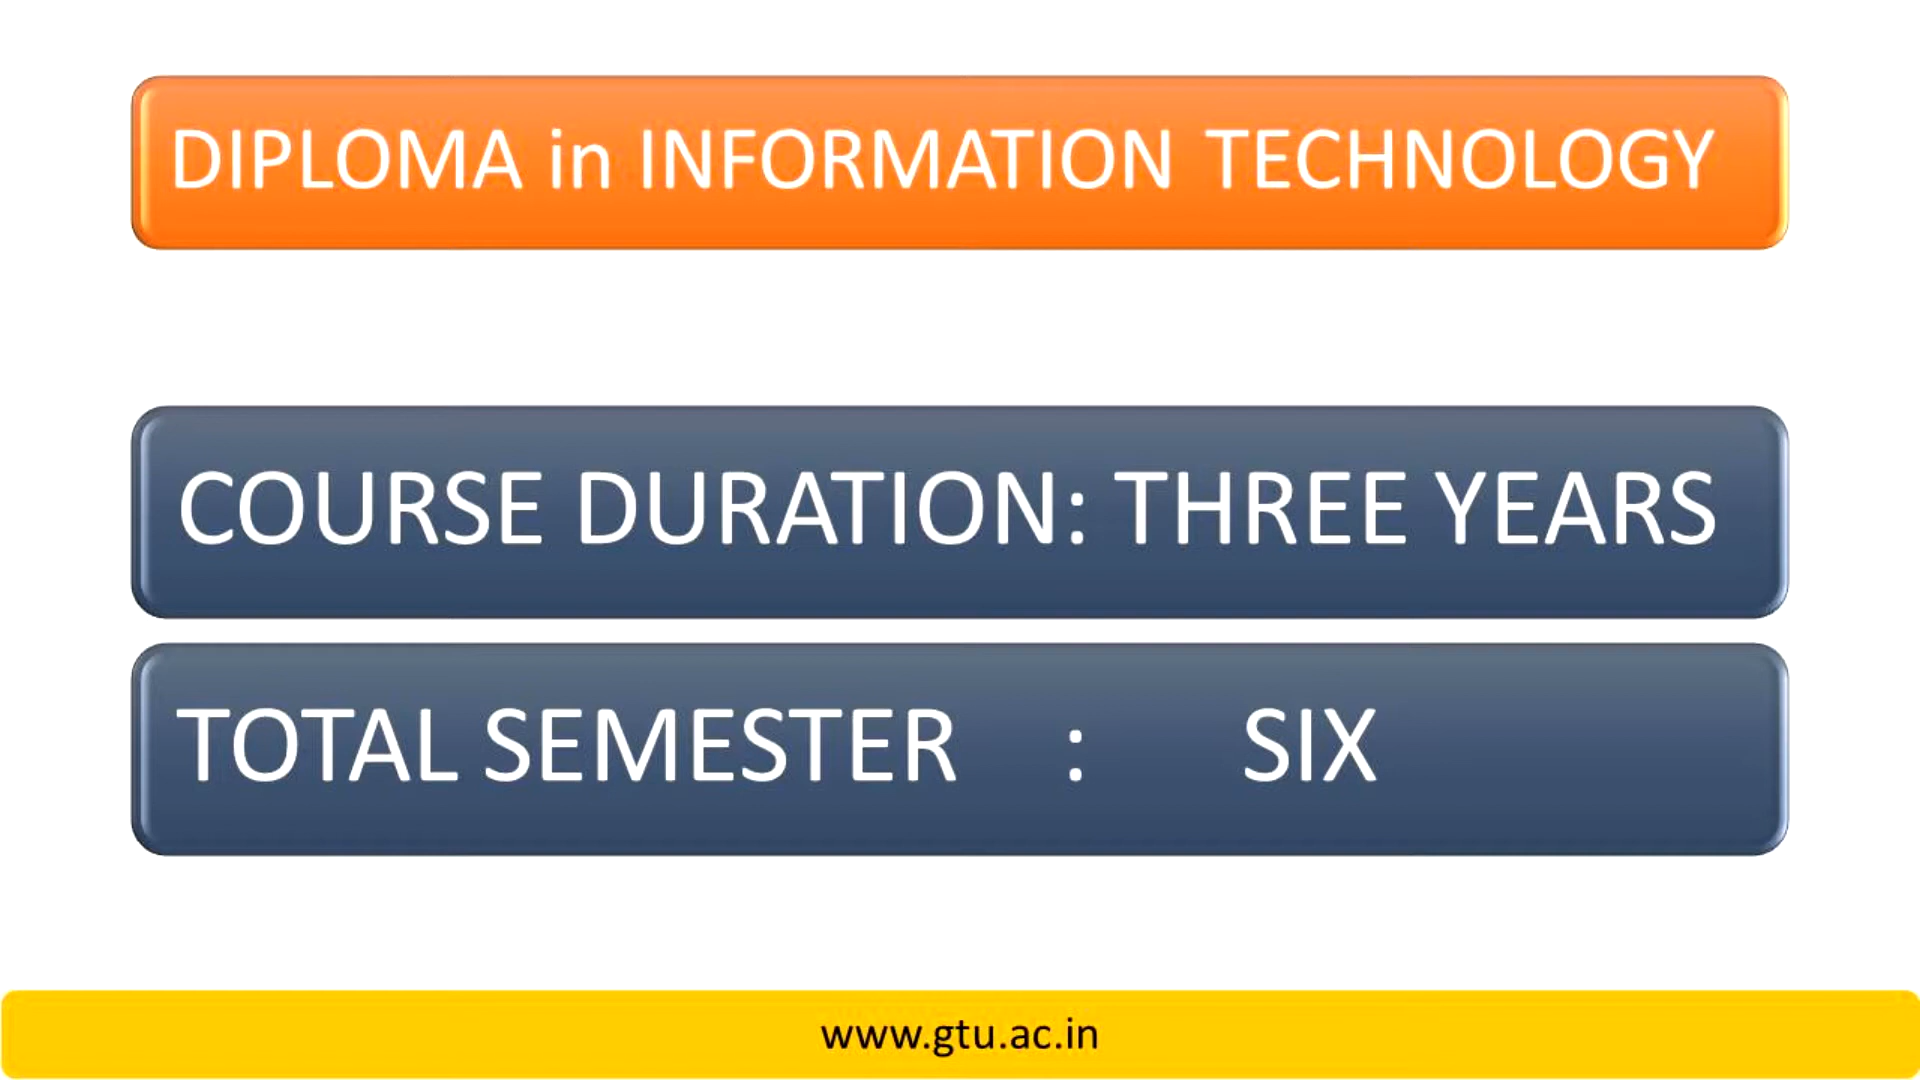 DIPLOMA in INFORMATION TECHNOLOGY
COURSE DURATION: THREE YEARS
TOTAL SEMESTER : SIX
www.gtu.ac.in